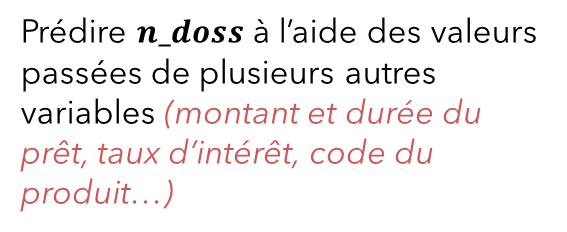 Prédire n_doss à l’aide des valeurs
passées de plusieurs autres
variables (montant et durée du
prêt, taux d’intérêt, code du
produit…)